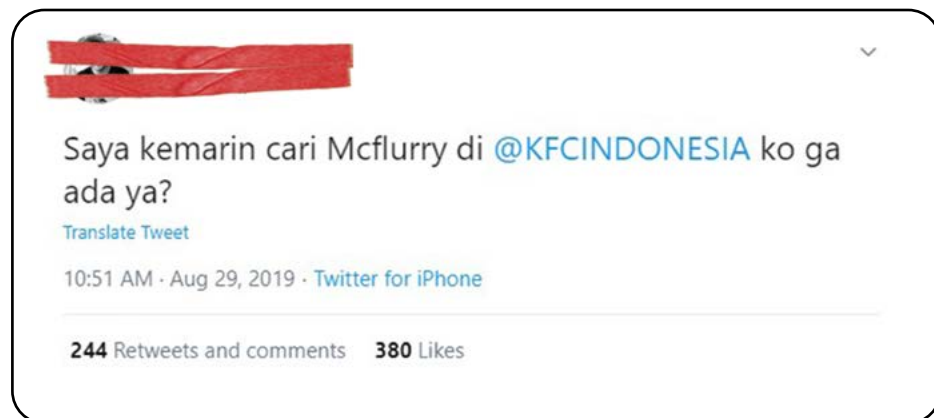 Saya kemarin cari Mcflurry di @KFCINDONESIA ko ga
ada ya?
Translate Tweet
10:51 AM · Aug 29, 2019 · Twitter for iPhone
244 Retweets and comments 380 Likes